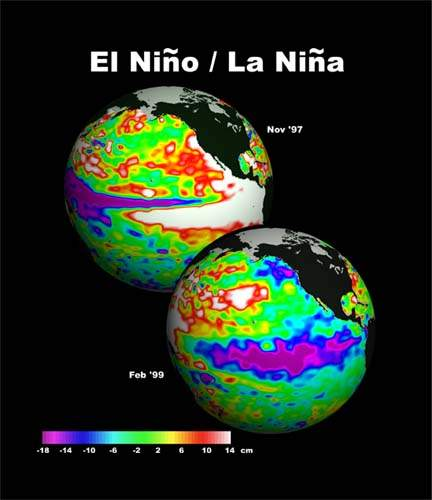 El Niño / La Niña
Nov '97
Feb '99
-18 -14 -10 -6 -2 2 6 10 14 cm